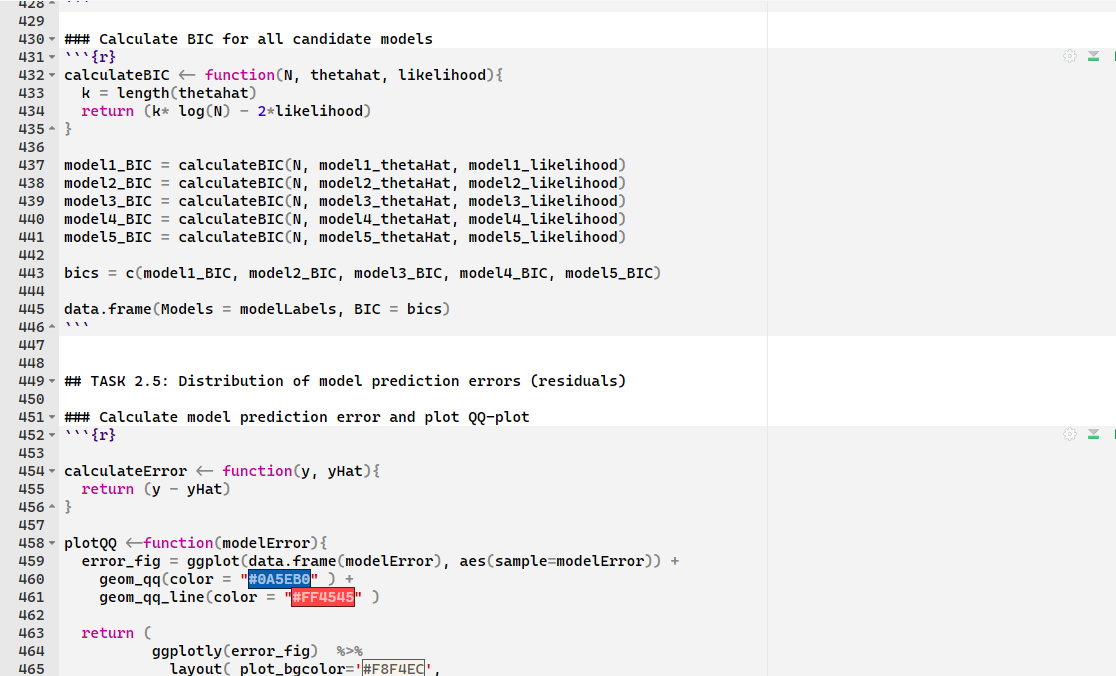 428 ```
429
430 ### Calculate BIC for all candidate models
431 ```{r}
432 calculateBIC <- function(N, thetahat, likelihood){
433   k = length(thetahat)
434   return (k* log(N) - 2*likelihood)
435 }
436
437 model1_BIC = calculateBIC(N, model1_thetaHat, model1_likelihood)
438 model2_BIC = calculateBIC(N, model2_thetaHat, model2_likelihood)
439 model3_BIC = calculateBIC(N, model3_thetaHat, model3_likelihood)
440 model4_BIC = calculateBIC(N, model4_thetaHat, model4_likelihood)
441 model5_BIC = calculateBIC(N, model5_thetaHat, model5_likelihood)
442
443 bics = c(model1_BIC, model2_BIC, model3_BIC, model4_BIC, model5_BIC)
444
445 data.frame(Models = modelLabels, BIC = bics)
446 ```
447
448
449 ## TASK 2.5: Distribution of model prediction errors (residuals)
450
451 ### Calculate model prediction error and plot QQ-plot
452 ```{r}
453
454 calculateError <- function(y, yHat){
455   return (y - yHat)
456 }
457
458 plotQQ <-function(modelError){
459   error_fig = ggplot(data.frame(modelError), aes(sample=modelError)) +
460     geom_qq(color = "#0A5EB0" ) +
461     geom_qq_line(color = "#FF4545" )
462
463   return (
464           ggplotly(error_fig)  %>%
465             layout( plot_bgcolor='#F8F4EC',